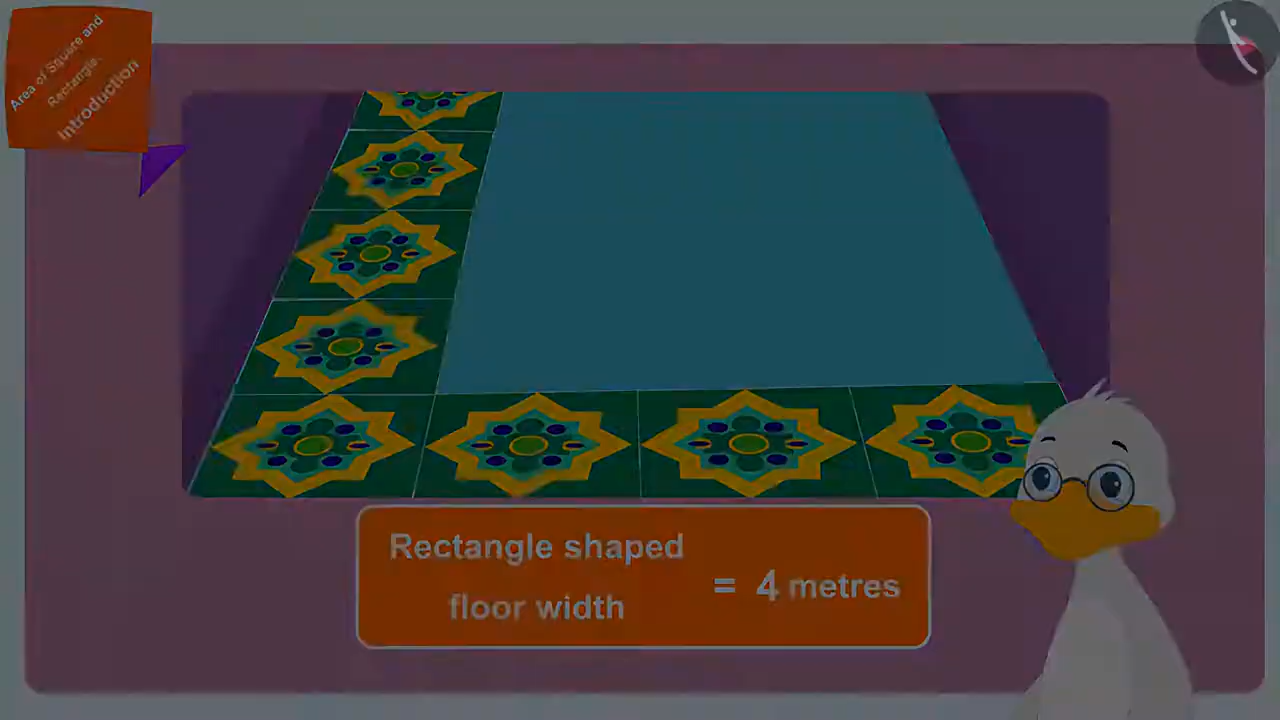 Area of Square and
Rectangle.
Introduction
Rectangle shaped
floor width
= 4 metres